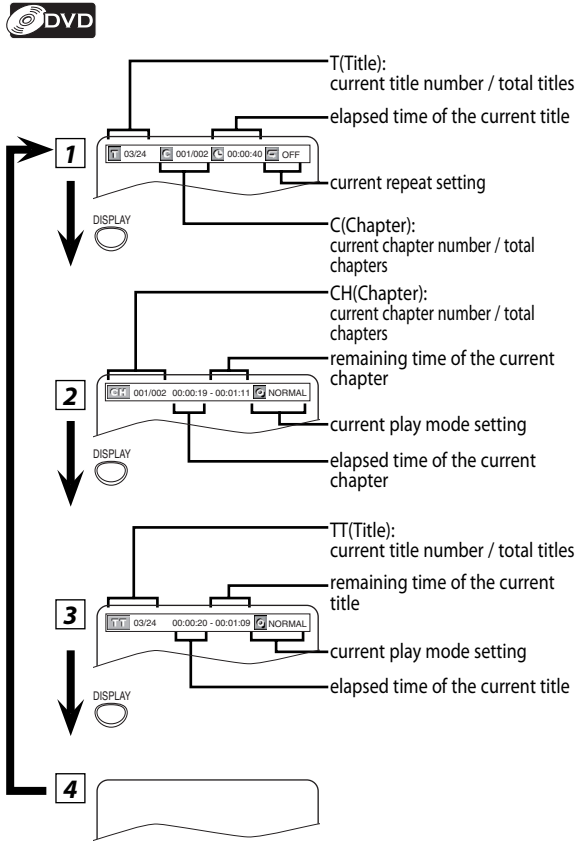 DVD
T(Title):
current title number / total titles
elapsed time of the current title
1
T 03/24 C 001/002 00:00:40 OFF
current repeat setting
DISPLAY
C(Chapter):
current chapter number / total
chapters
CH(Chapter):
current chapter number / total
chapters
remaining time of the current
chapter
2
CH 001/002 00:00:19 - 00:01:11 NORMAL
current play mode setting
DISPLAY
elapsed time of the current
chapter
TT(Title):
current title number / total titles
remaining time of the current
title
3
TT 03/24 00:00:20 - 00:01:09 NORMAL
current play mode setting
elapsed time of the current title
DISPLAY
4